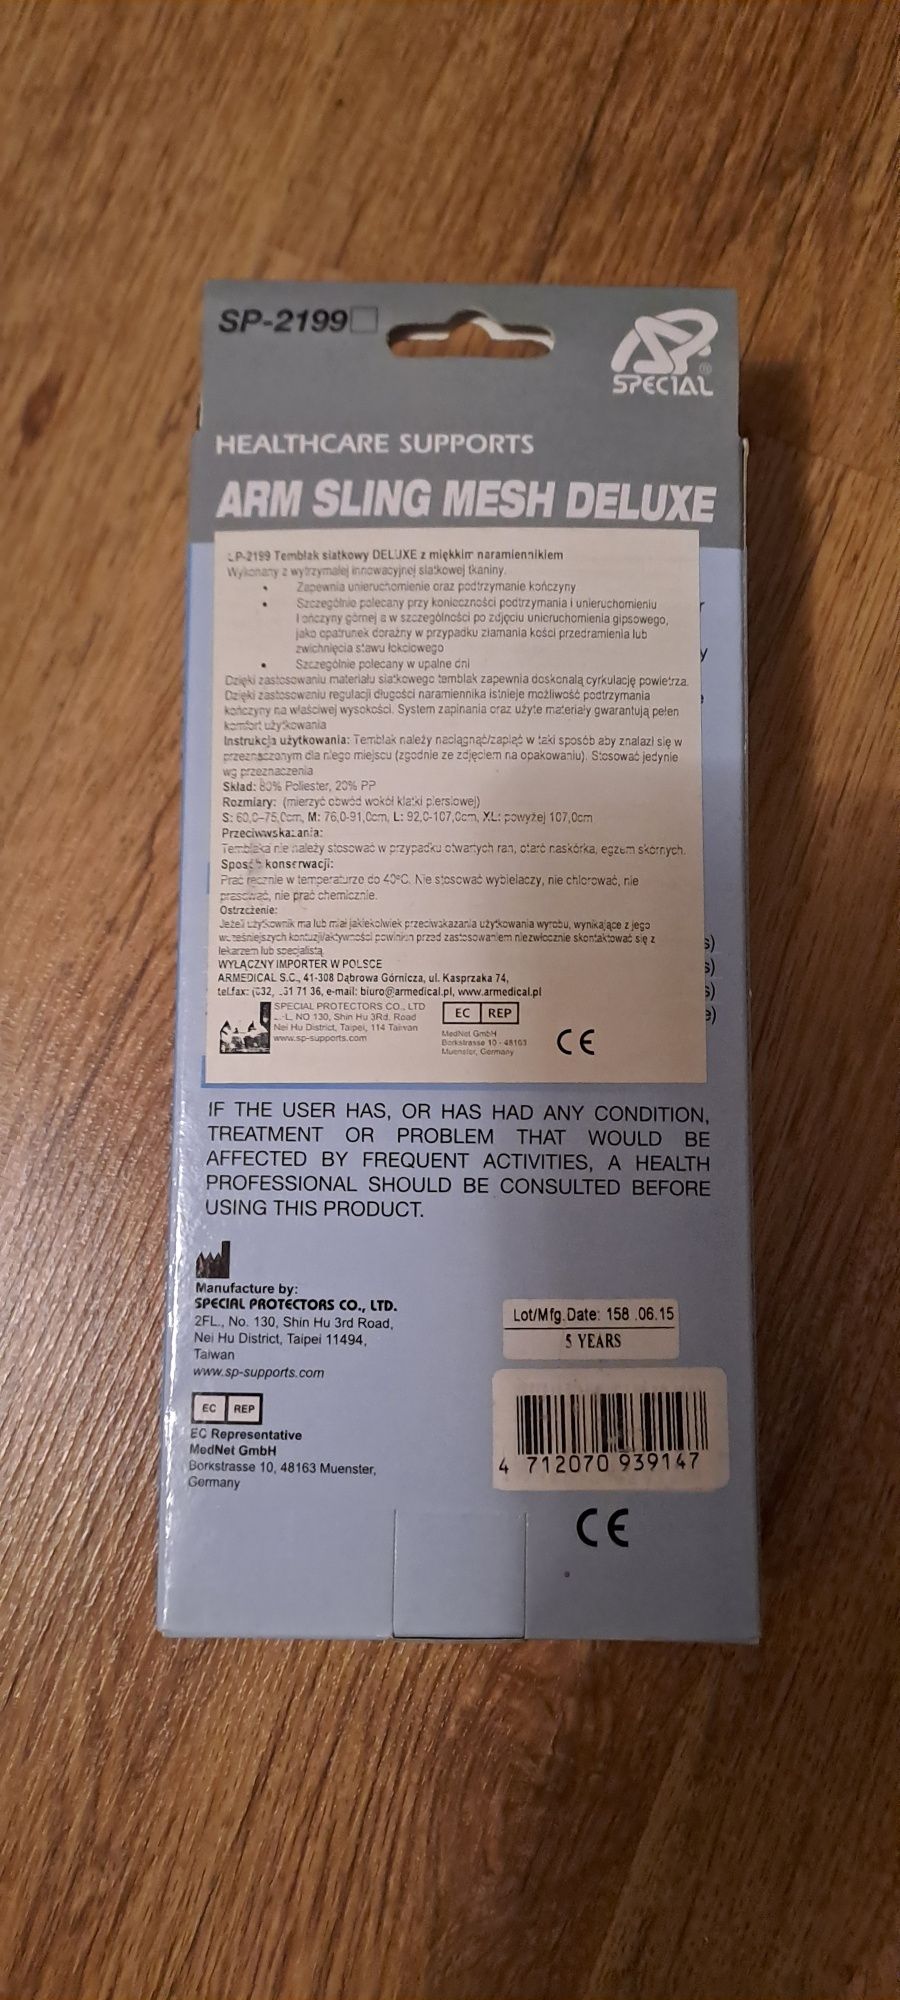 SP-2199
SPECIAL
HEALTHCARE SUPPORTS
ARM SLING MESH DELUXE
SP-2199 Temblak siatkowy DELUXE z miękkim naramiennikiem
Wykonany z wytrzymałej innowacyjnej siatkowej tkaniny.
• Zapewnia unieruchomienie oraz podtrzymanie kończyny
• Szczególnie polecany przy konieczności podtrzymania i unieruchomieniu
kończyny górnej a w szczególności po zdjęciu unieruchomienia gipsowego,
jako opatrunek doraźny w przypadku złamania kości przedramienia lub
zwichnięcia stawu łokciowego
• Szczególnie polecany w upalne dni
Dzięki zastosowaniu materiału siatkowego temblak zapewnia doskonałą cyrkulację powietrza.
Dzięki zastosowaniu regulacji długości naramiennika istnieje możliwość podtrzymania
kończyny na właściwej wysokości. System zapinania oraz użyte materiały gwarantują pełen
komfort użytkowania
Instrukcja użytkowania: Temblak należy naciągnąć/zapiąć w taki sposób aby znalazł się w
przeznaczonym dla niego miejscu (zgodnie ze zdjęciem na opakowaniu). Stosować jedynie
wg przeznaczenia
Skład: 80% Poliester, 20% PP
Rozmiary: (mierzyć obwód wokół klatki piersiowej)
S: 60,0–75,0cm, M: 76,0-91,0cm, L: 92,0-107,0cm, XL: powyżej 107,0cm
Przeciwwskazania:
Temblaka nie należy stosować w przypadku otwartych ran, otarć naskórka, egzem skórnych.
Sposób konserwacji:
Prać ręcznie w temperaturze do 40°C. Nie stosować wybielaczy, nie chlorować, nie
prasować, nie prać chemicznie.
Ostrzeżenie:
Jeżeli użytkownik ma lub miał jakiekolwiek przeciwskazania użytkowania wyrobu, wynikające z jego
wcześniejszych kontuzji/aktywności powinien przed zastosowaniem niezwłocznie skontaktować się z
lekarzem lub specjalistą.
WYŁĄCZNY IMPORTER W POLSCE
ARMEDICAL S.C., 41-308 Dąbrowa Górnicza, ul. Kasprzaka 74,
tel.fax: 71 36, e-mail: biuro@armedical.pl, www.armedical.pl
SPECIAL PROTECTORS CO., LTD
NO 130, Shin Hu 3Rd. Road
Nei Hu District, Taipei, 114 Taiwan
www.sp-supports.com
EC REP
MedNet GmbH
Borkstrasse 10 - 48163
Muenster, Germany
CE
IF THE USER HAS, OR HAS HAD ANY CONDITION,
TREATMENT OR PROBLEM THAT WOULD BE
AFFECTED BY FREQUENT ACTIVITIES, A HEALTH
PROFESSIONAL SHOULD BE CONSULTED BEFORE
USING THIS PRODUCT.
Manufacture by:
SPECIAL PROTECTORS CO., LTD.
2FL., No. 130, Shin Hu 3rd Road,
Nei Hu District, Taipei 11494,
Taiwan
www.sp-supports.com
EC REP
EC Representative
MedNet GmbH
Borkstrasse 10, 48163 Muenster,
Germany
Lot/Mfg.Date: 158 .06.15
5 YEARS
4 712070 939147
CE